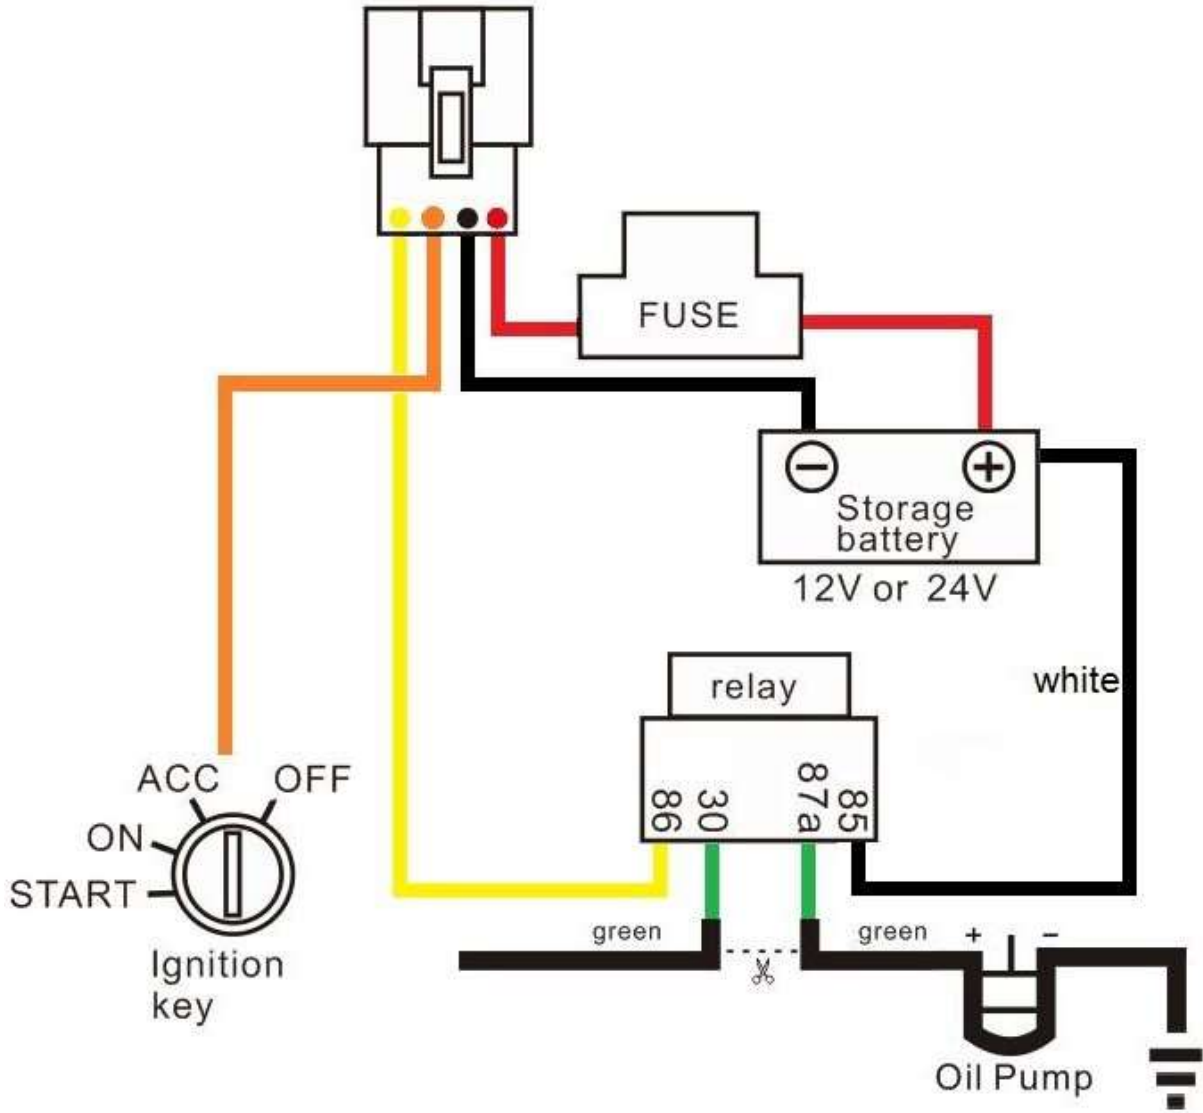 FUSE
Storage
battery
12V or 24V
white
relay
86
30
87a
85
ACC
OFF
ON
START
Ignition
key
green
green
+
−
Oil Pump